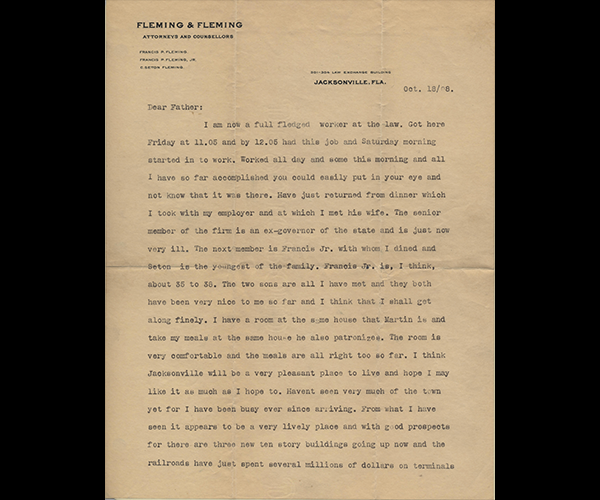 FLEMING & FLEMING
ATTORNEYS AND COUNSELLORS
FRANCIS P. FLEMING.
FRANCIS P. FLEMING, JR.
C. SETON FLEMING.
LAW EXCHANGE BUILDING
JACKSONVILLE, FLA.
Oct. 18/08.
Dear Father:
I am now a full fledged worker at the law. Got here
Friday at 11.05 and by 12.05 had this job and Saturday morning
started in to work. Worked all day and some this morning and all
I have so far accomplished you could easily put in your eye and
not know that it was there. Have just returned from dinner which
I took with my employer and at which I met his wife. The senior
member of the firm is an ex-governor of the state and is just now
very ill. The next member is Francis Jr. with whom I dined and
Seton is the youngest of the family. Francis Jr. is, I think,
about 35 to 38. The two sons are all I have met and they both
have been very nice to me so far and I think that I shall get
along finely. I have a room at the same house that Martin is and
take my meals at the same house he also patronizes. The room is
very comfortable and the meals are all right too so far. I think
Jacksonville will be a very pleasant place to live and hope I may
like it as much as I hope to. Havent seen very much of the town
yet for I have been busy ever since arriving. From what I have
seen it appears to be a very lively place and with good prospects
for there are three new ten story buildings going up now and the
railroads have just spent several millions of dollars on terminals